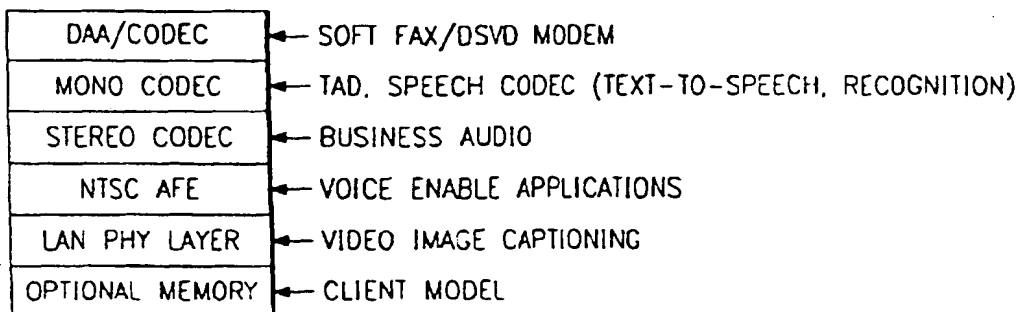 DAA/CODEC ← SOFT FAX/DSVD MODEM
MONO CODEC ← TAD, SPEECH CODEC (TEXT-TO-SPEECH, RECOGNITION)
STEREO CODEC ← BUSINESS AUDIO
NTSC AFE ← VOICE ENABLE APPLICATIONS
LAN PHY LAYER ← VIDEO IMAGE CAPTIONING
OPTIONAL MEMORY ← CLIENT MODEL